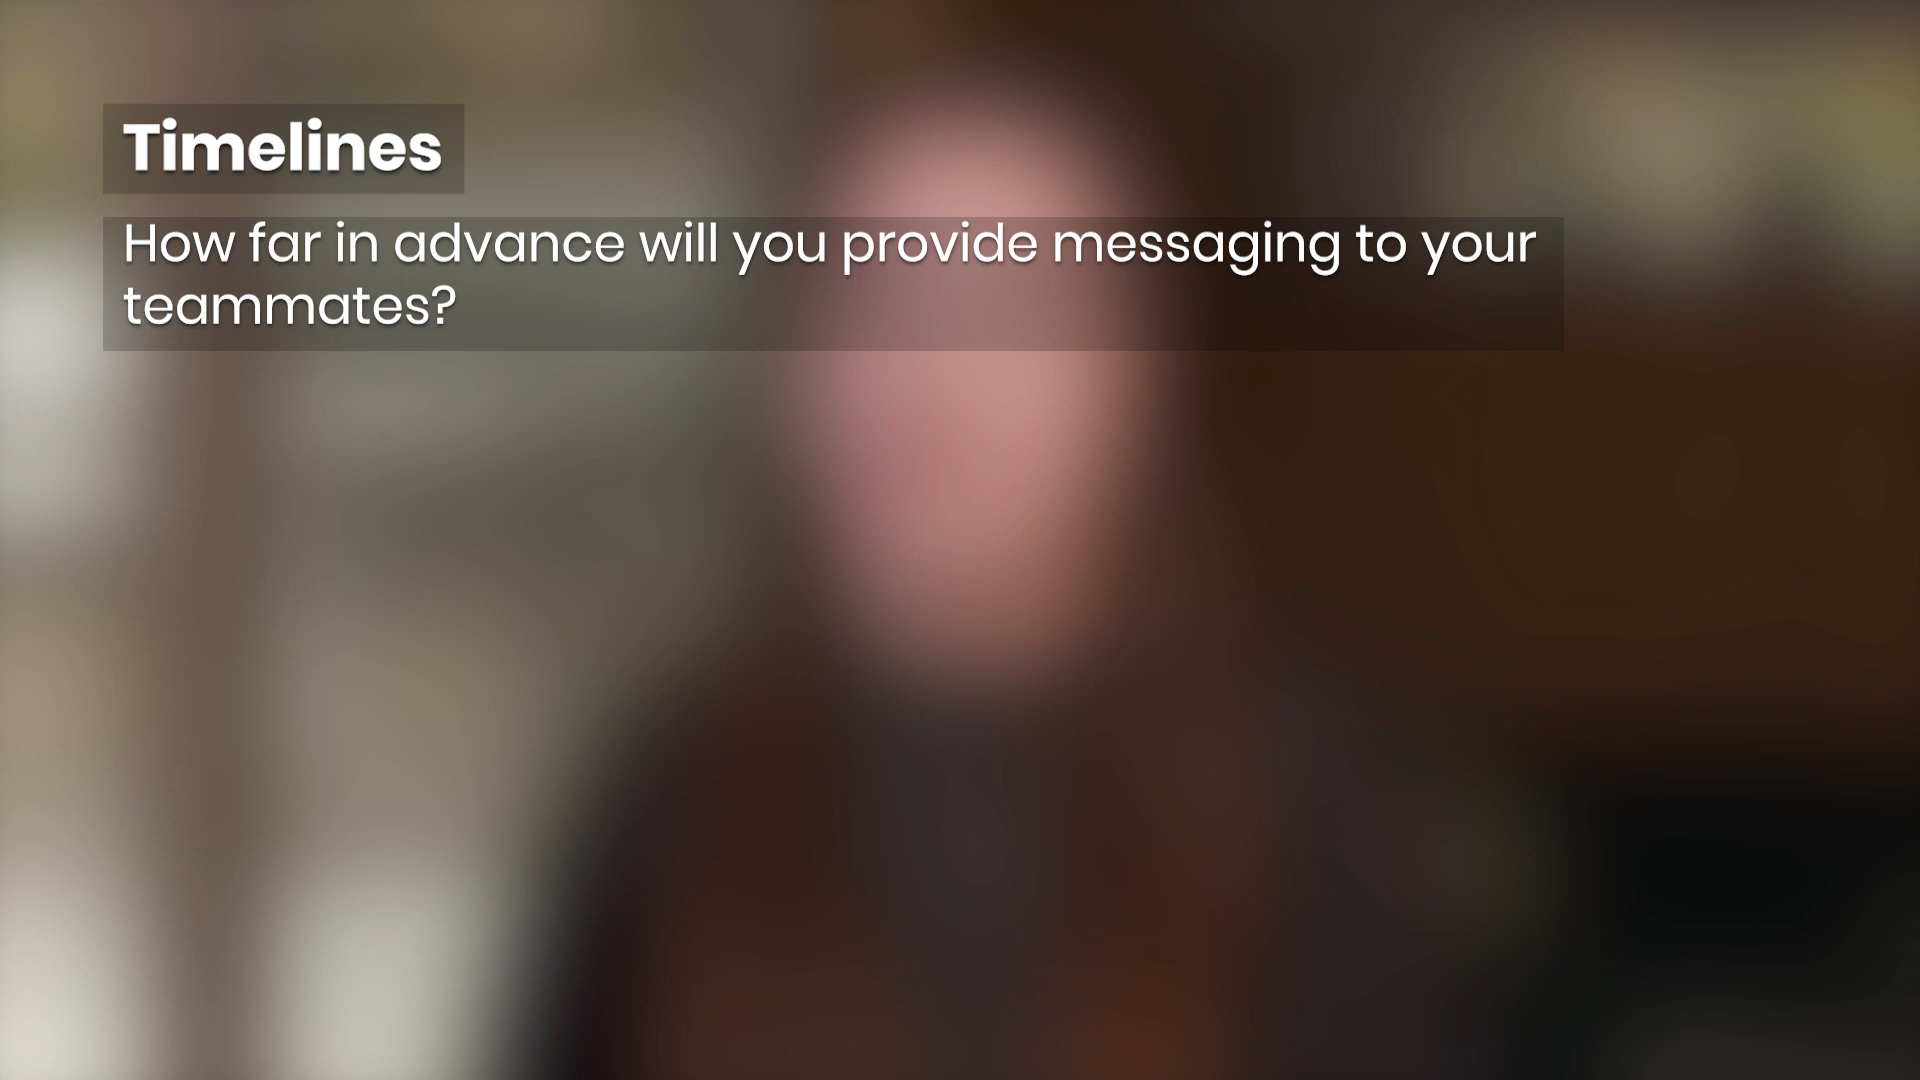 Timelines
How far in advance will you provide messaging to your
teammates?